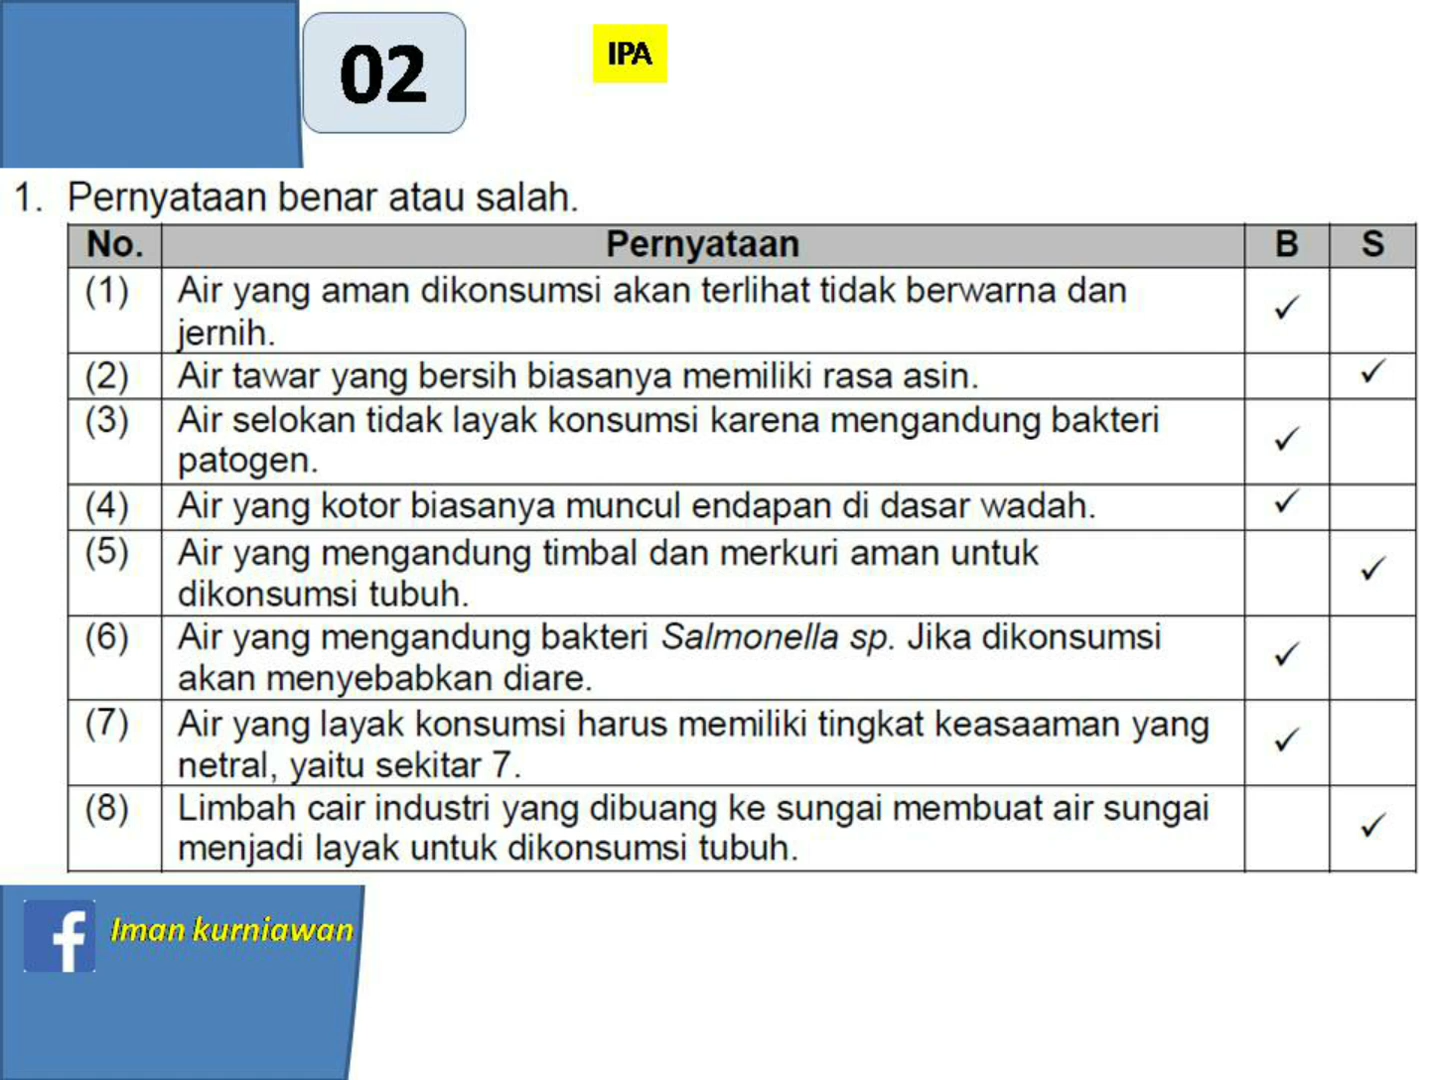 02
IPA
1. Pernyataan benar atau salah.
No. Pernyataan B S
(1) Air yang aman dikonsumsi akan terlihat tidak berwarna dan
jernih. ✓
(2) Air tawar yang bersih biasanya memiliki rasa asin. ✓
(3) Air selokan tidak layak konsumsi karena mengandung bakteri
patogen. ✓
(4) Air yang kotor biasanya muncul endapan di dasar wadah. ✓
(5) Air yang mengandung timbal dan merkuri aman untuk
dikonsumsi tubuh. ✓
(6) Air yang mengandung bakteri Salmonella sp. Jika dikonsumsi
akan menyebabkan diare. ✓
(7) Air yang layak konsumsi harus memiliki tingkat keasaaman yang
netral, yaitu sekitar 7. ✓
(8) Limbah cair industri yang dibuang ke sungai membuat air sungai
menjadi layak untuk dikonsumsi tubuh. ✓
f Iman kurniawan